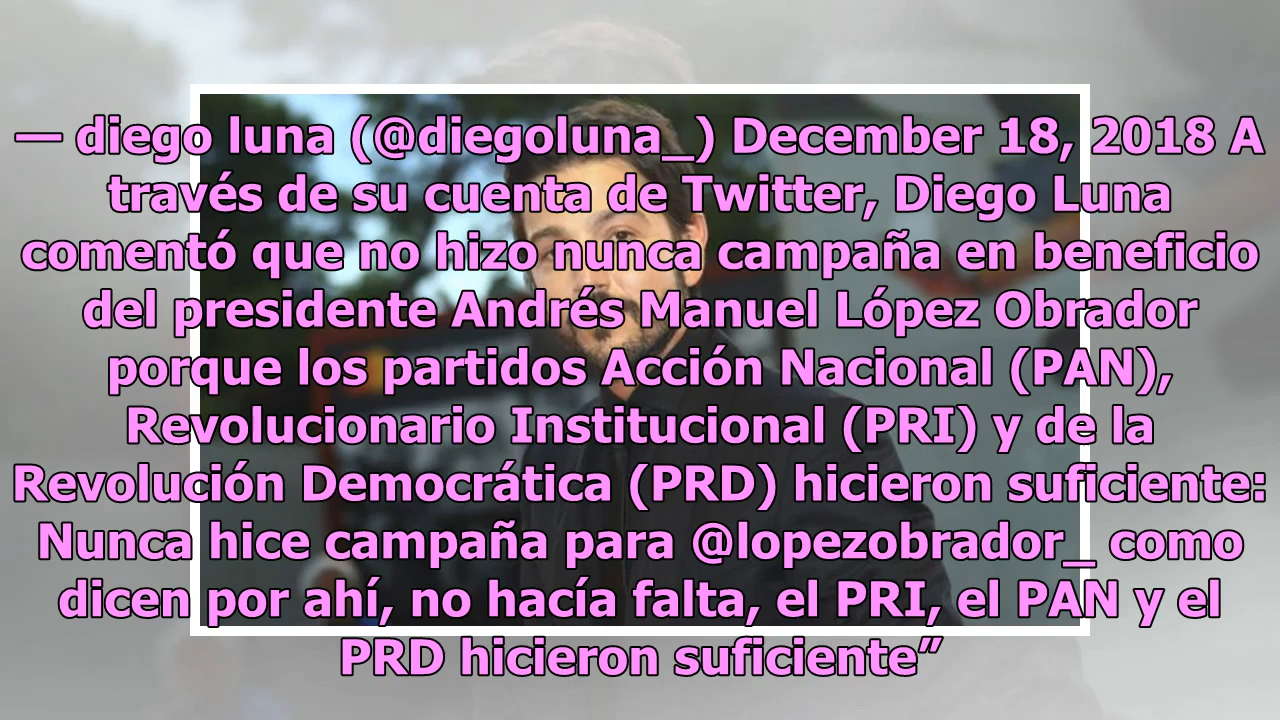 — diego luna (@diegoluna_) December 18, 2018 A
través de su cuenta de Twitter, Diego Luna
comentó que no hizo nunca campaña en beneficio
del presidente Andrés Manuel López Obrador
porque los partidos Acción Nacional (PAN),
Revolucionario Institucional (PRI) y de la
Revolución Democrática (PRD) hicieron suficiente:
Nunca hice campaña para @lopezobrador_ como
dicen por ahí, no hacía falta, el PRI, el PAN y el
PRD hicieron suficiente”